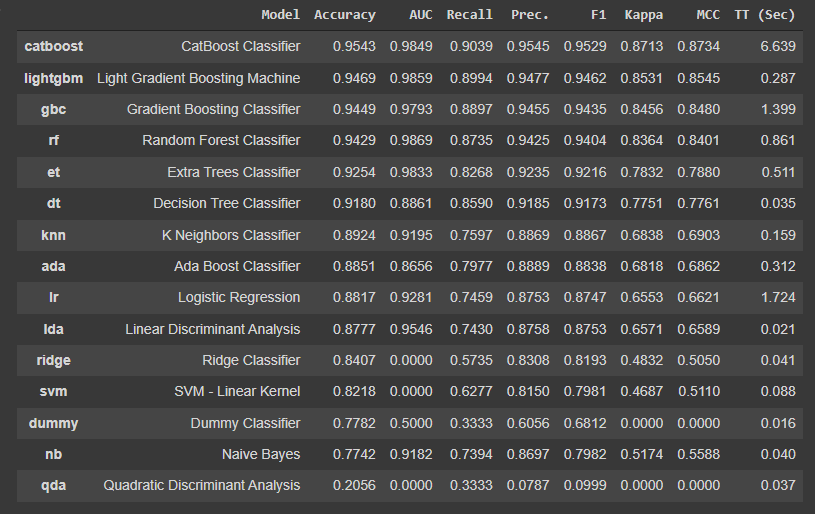 Model Accuracy AUC Recall Prec. F1 Kappa MCC TT (Sec)
catboost CatBoost Classifier 0.9543 0.9849 0.9039 0.9545 0.9529 0.8713 0.8734 6.639
lightgbm Light Gradient Boosting Machine 0.9469 0.9859 0.8994 0.9477 0.9462 0.8531 0.8545 0.287
gbc Gradient Boosting Classifier 0.9449 0.9793 0.8897 0.9455 0.9435 0.8456 0.8480 1.399
rf Random Forest Classifier 0.9429 0.9869 0.8735 0.9425 0.9404 0.8364 0.8401 0.861
et Extra Trees Classifier 0.9254 0.9833 0.8268 0.9235 0.9216 0.7832 0.7880 0.511
dt Decision Tree Classifier 0.9180 0.8861 0.8590 0.9185 0.9173 0.7751 0.7761 0.035
knn K Neighbors Classifier 0.8924 0.9195 0.7597 0.8869 0.8867 0.6838 0.6903 0.159
ada Ada Boost Classifier 0.8851 0.8656 0.7977 0.8889 0.8838 0.6818 0.6862 0.312
lr Logistic Regression 0.8817 0.9281 0.7459 0.8753 0.8747 0.6553 0.6621 1.724
lda Linear Discriminant Analysis 0.8777 0.9546 0.7430 0.8758 0.8753 0.6571 0.6589 0.021
ridge Ridge Classifier 0.8407 0.0000 0.5735 0.8308 0.8193 0.4832 0.5050 0.041
svm SVM - Linear Kernel 0.8218 0.0000 0.6277 0.8150 0.7981 0.4687 0.5110 0.088
dummy Dummy Classifier 0.7782 0.5000 0.3333 0.6056 0.6812 0.0000 0.0000 0.016
nb Naive Bayes 0.7742 0.9182 0.7394 0.8697 0.7982 0.5174 0.5588 0.040
qda Quadratic Discriminant Analysis 0.2056 0.0000 0.3333 0.0787 0.0999 0.0000 0.0000 0.037